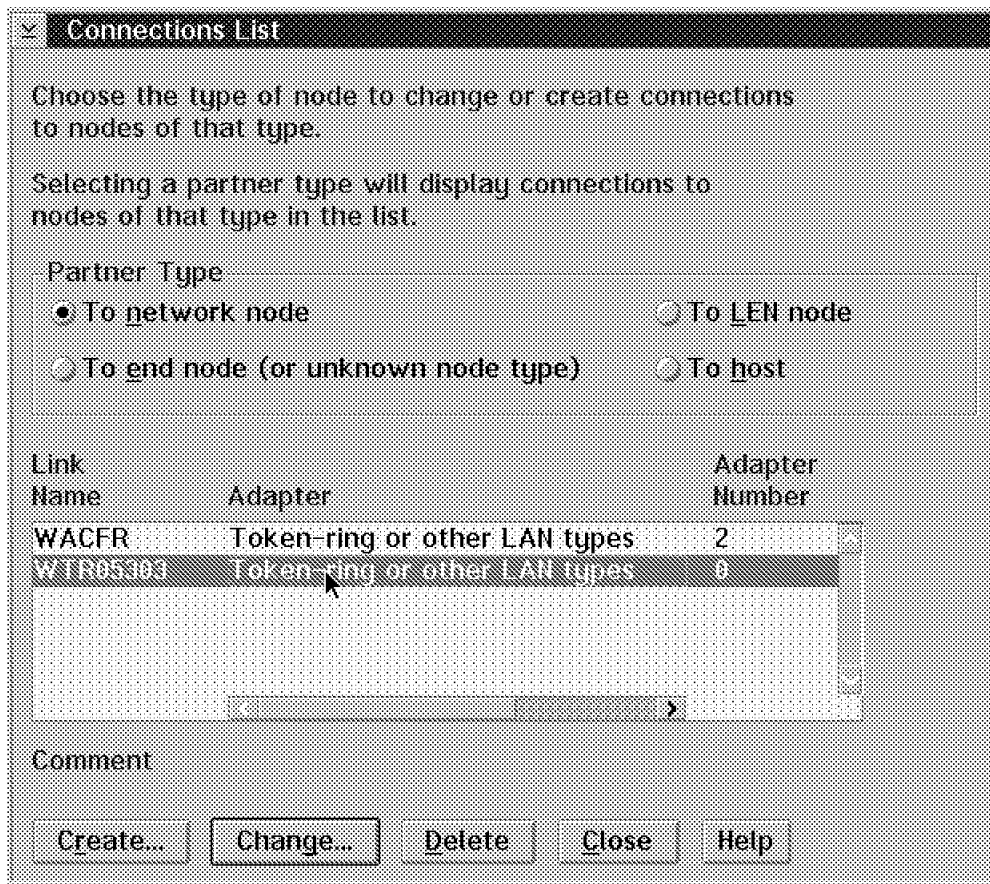 Connections List
Choose the type of node to change or create connections
to nodes of that type.
Selecting a partner type will display connections to
nodes of that type in the list.
Partner Type
To network node To LEN node
To end node (or unknown node type) To host
Link Adapter
Name Adapter Number
WACFR Token-ring or other LAN types 2
WTR05303 Token-ring or other LAN types 0
Comment
Create... Change... Delete Close Help